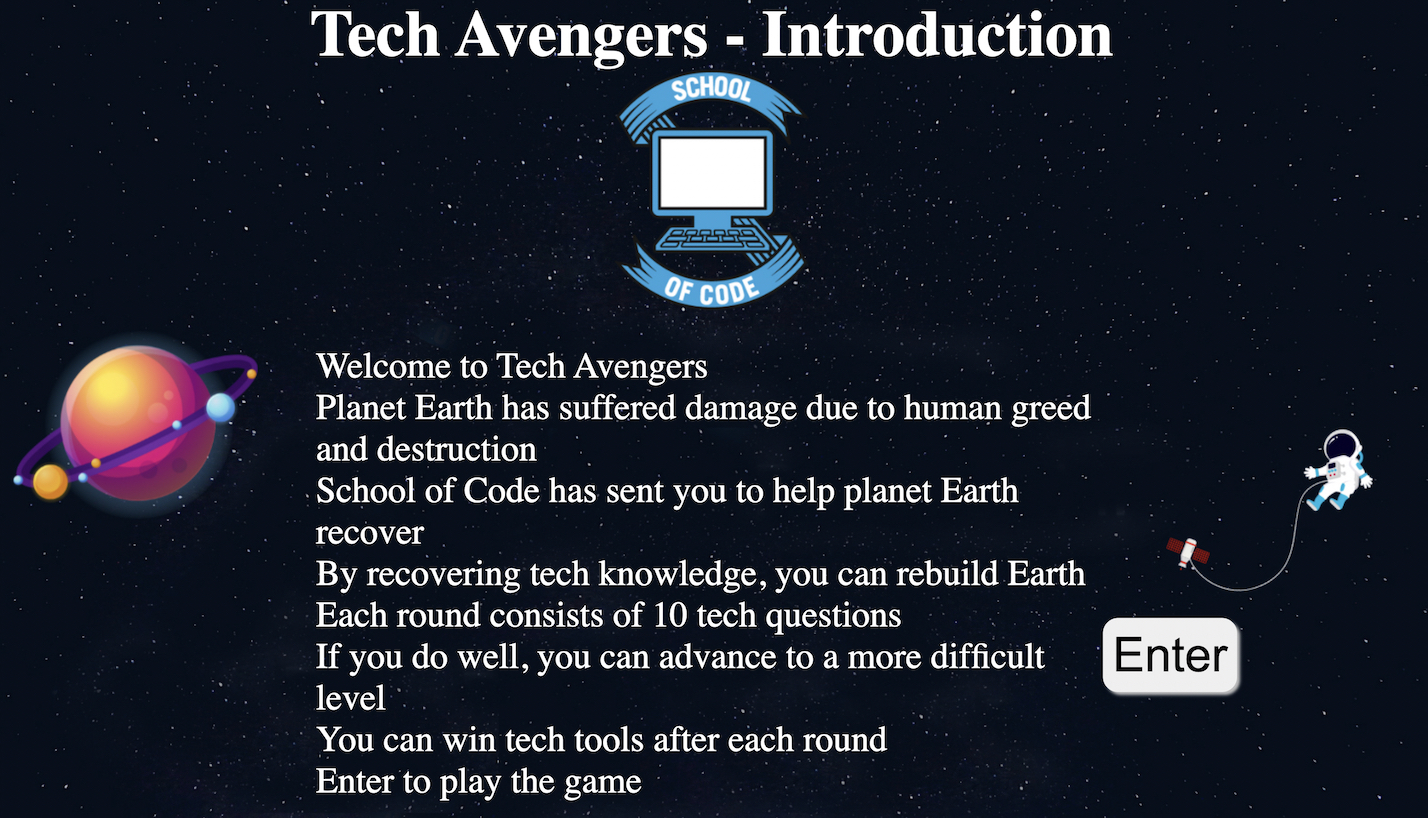 Tech Avengers - Introduction
SCHOOL
OF CODE
Welcome to Tech Avengers
Planet Earth has suffered damage due to human greed
and destruction
School of Code has sent you to help planet Earth
recover
By recovering tech knowledge, you can rebuild Earth
Each round consists of 10 tech questions
If you do well, you can advance to a more difficult
level
You can win tech tools after each round
Enter to play the game
Enter